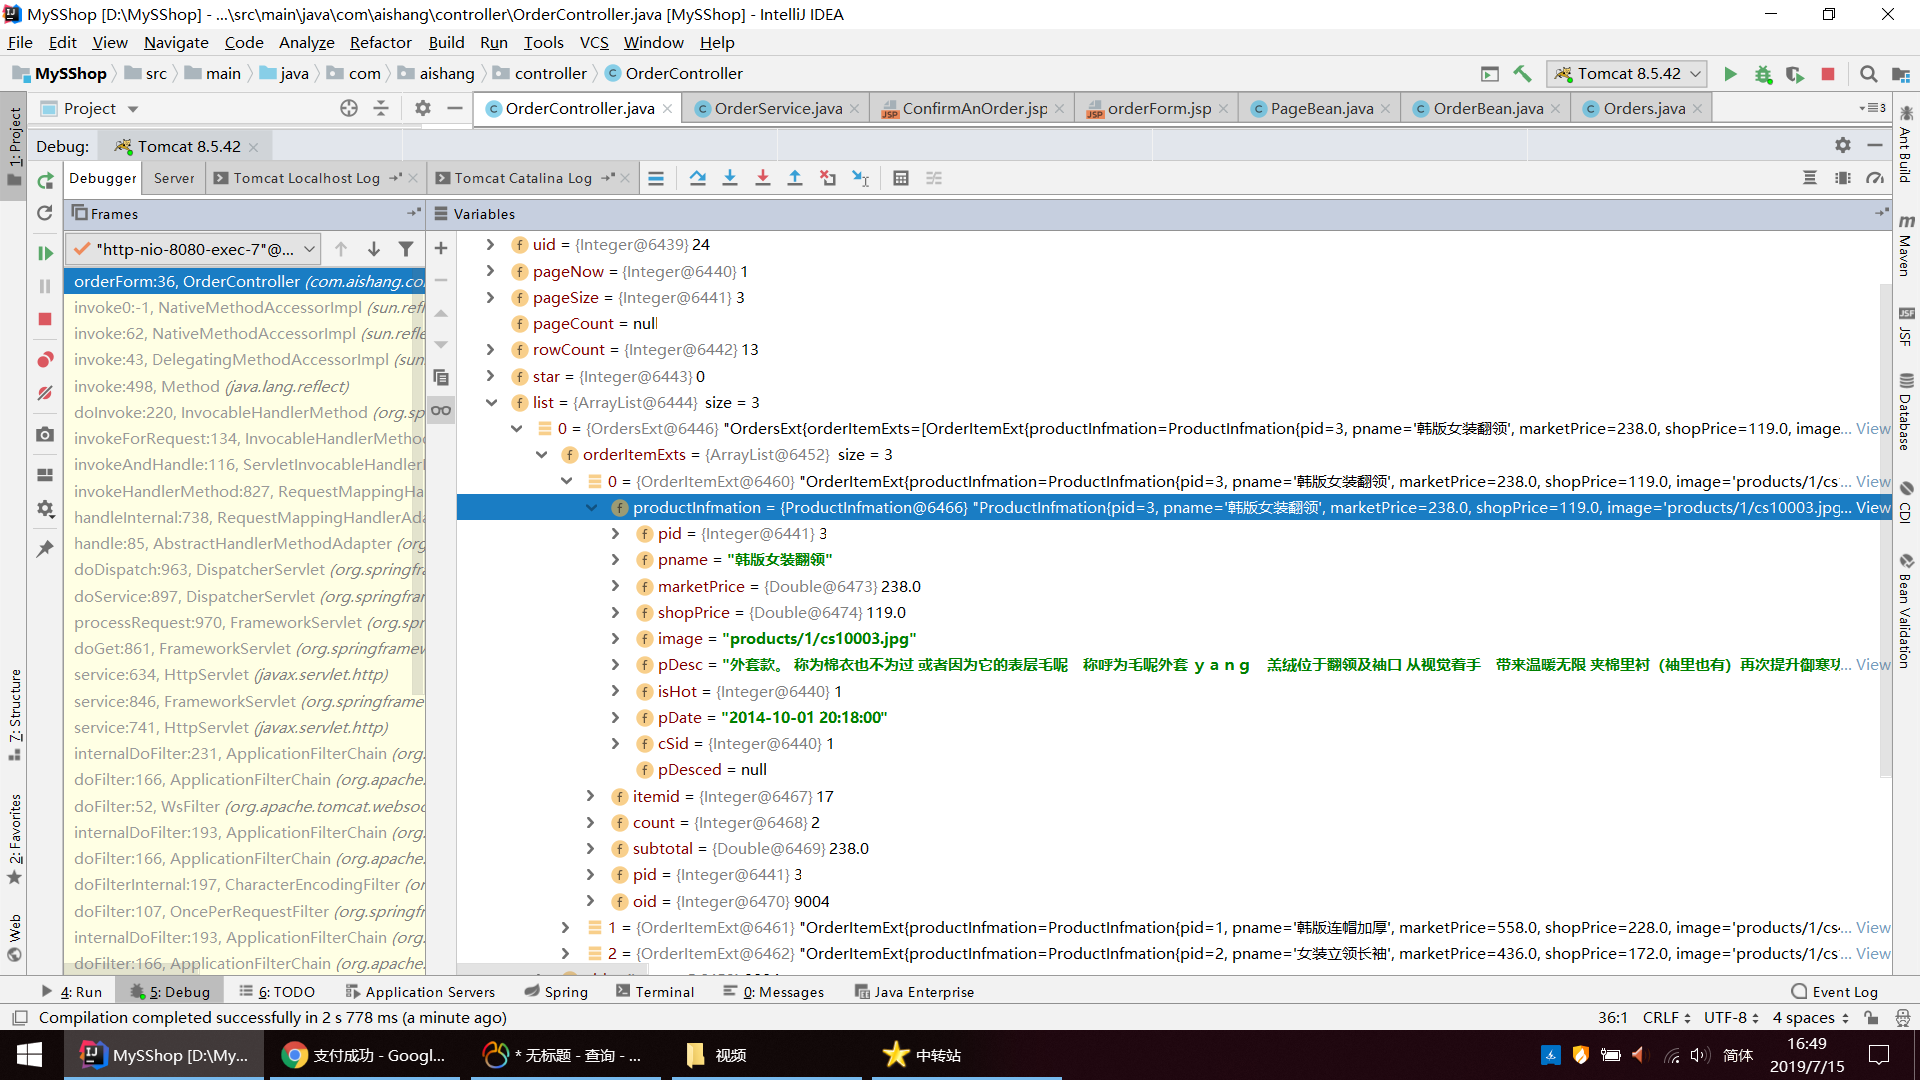 MySShop [D:\MySShop] - ...\src\main\java\com\aishang\controller\OrderController.java [MySShop] - IntelliJ IDEA
File Edit View Navigate Code Analyze Refactor Build Run Tools VCS Window Help
MySShop src main java com aishang controller OrderController Tomcat 8.5.42
Project OrderController.java OrderService.java ConfirmAnOrder.jsp orderForm.jsp PageBean.java OrderBean.java Orders.java 3
Debug: Tomcat 8.5.42
Debugger Server Tomcat Localhost Log Tomcat Catalina Log
Frames
"http-nio-8080-exec-7"@...
orderForm:36, OrderController (com.aishang.co
invoke0:-1, NativeMethodAccessorImpl (sun.refl
invoke:62, NativeMethodAccessorImpl (sun.refle
invoke:43, DelegatingMethodAccessorImpl (sun.
invoke:498, Method (java.lang.reflect)
doInvoke:220, InvocableHandlerMethod (org.sp
invokeForRequest:134, InvocableHandlerMetho
invokeAndHandle:116, ServletInvocableHandlerI
invokeHandlerMethod:827, RequestMappingHa
handleInternal:738, RequestMappingHandlerAda
handle:85, AbstractHandlerMethodAdapter (org.s
doDispatch:963, DispatcherServlet (org.springfra
doService:897, DispatcherServlet (org.springfran
processRequest:970, FrameworkServlet (org.spr
doGet:861, FrameworkServlet (org.springframew
service:634, HttpServlet (javax.servlet.http)
service:846, FrameworkServlet (org.springframe
service:741, HttpServlet (javax.servlet.http)
internalDoFilter:231, ApplicationFilterChain (org.
doFilter:166, ApplicationFilterChain (org.apache.
doFilter:52, WsFilter (org.apache.tomcat.websoc
internalDoFilter:193, ApplicationFilterChain (org.
doFilter:166, ApplicationFilterChain (org.apache.
doFilterInternal:197, CharacterEncodingFilter (or
doFilter:107, OncePerRequestFilter (org.springfr
internalDoFilter:193, ApplicationFilterChain (org.
doFilter:166, ApplicationFilterChain (org.apache.
Variables
uid = {Integer@6439} 24
pageNow = {Integer@6440} 1
pageSize = {Integer@6441} 3
pageCount = null
rowCount = {Integer@6442} 13
star = {Integer@6443} 0
list = {ArrayList@6444} size = 3
0 = {OrdersExt@6446} "OrdersExt{orderItemExts=[OrderItemExt{productInfmation=ProductInfmation{pid=3, pname='韩版女装翻领', marketPrice=238.0, shopPrice=119.0, image... View
orderItemExts = {ArrayList@6452} size = 3
0 = {OrderItemExt@6460} "OrderItemExt{productInfmation=ProductInfmation{pid=3, pname='韩版女装翻领', marketPrice=238.0, shopPrice=119.0, image='products/1/cs... View
productInfmation = {ProductInfmation@6466} "ProductInfmation{pid=3, pname='韩版女装翻领', marketPrice=238.0, shopPrice=119.0, image='products/1/cs10003.jpg... View
pid = {Integer@6441} 3
pname = "韩版女装翻领"
marketPrice = {Double@6473} 238.0
shopPrice = {Double@6474} 119.0
image = "products/1/cs10003.jpg"
pDesc = "外套款。 称为棉衣也不为过 或者因为它的表层毛呢 称呼为毛呢外套 y a n g 羔绒位于翻领及袖口 从视觉着手 带来温暖无限 夹棉里衬（袖里也有）再次提升御寒功... View
isHot = {Integer@6440} 1
pDate = "2014-10-01 20:18:00"
cSid = {Integer@6440} 1
pDesced = null
itemid = {Integer@6467} 17
count = {Integer@6468} 2
subtotal = {Double@6469} 238.0
pid = {Integer@6441} 3
oid = {Integer@6470} 9004
1 = {OrderItemExt@6461} "OrderItemExt{productInfmation=ProductInfmation{pid=1, pname='韩版连帽加厚', marketPrice=558.0, shopPrice=228.0, image='products/1/cs... View
2 = {OrderItemExt@6462} "OrderItemExt{productInfmation=ProductInfmation{pid=2, pname='女装立领长袖', marketPrice=436.0, shopPrice=172.0, image='products/1/cs... View
1: Project
7: Structure
2: Favorites
Web
Ant Build
Maven
JSF
Database
CDI
Bean Validation
4: Run 5: Debug 6: TODO Application Servers Spring Terminal 0: Messages Java Enterprise Event Log
Compilation completed successfully in 2 s 778 ms (a minute ago) 36:1 CRLF UTF-8 4 spaces
MySShop [D:\My... 支付成功 - Googl... * 无标题 - 查询 - ... 视频 中转站 简体 16:49
2019/7/15